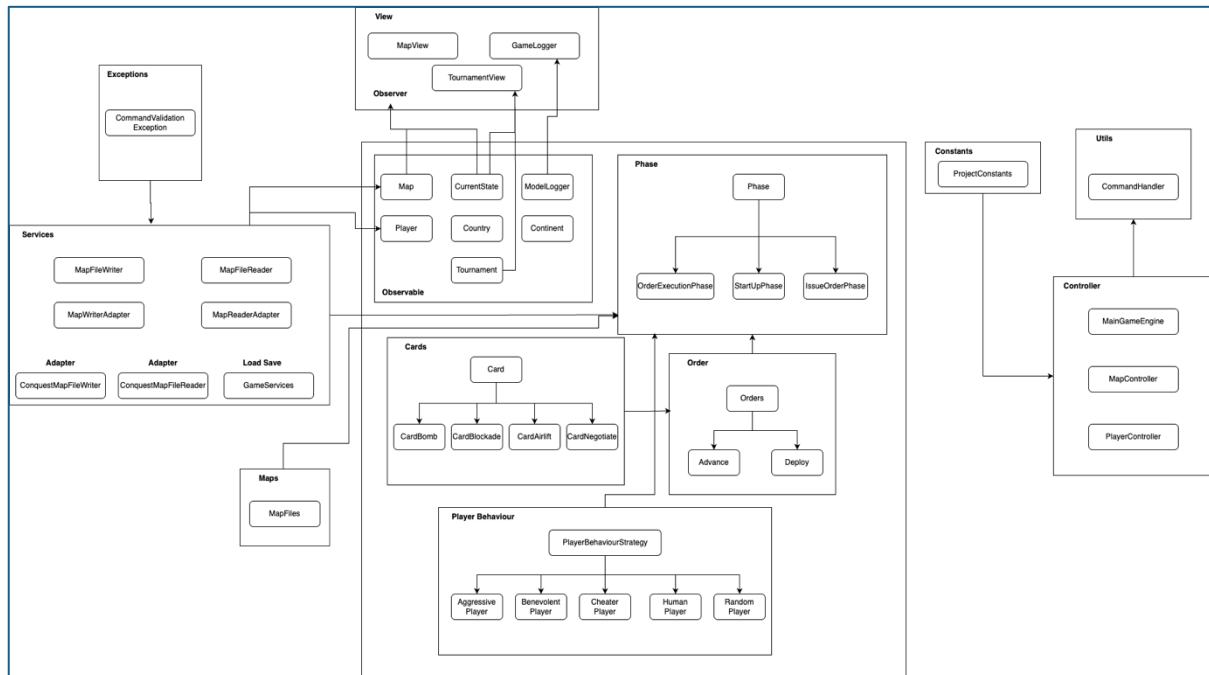 View
MapView
GameLogger
TournamentView
Observer
Exceptions
CommandValidation
Exception
Map
CurrentState
ModelLogger
Player
Country
Continent
Tournament
Observable
Phase
Phase
OrderExecutionPhase
StartUpPhase
IssueOrderPhase
Constants
ProjectConstants
Utils
CommandHandler
Services
MapFileWriter
MapFileReader
MapWriterAdapter
MapReaderAdapter
Adapter
Adapter
Load Save
ConquestMapFileWriter
ConquestMapFileReader
GameServices
Controller
MainGameEngine
MapController
PlayerController
Cards
Card
CardBomb
CardBlockade
CardAirlift
CardNegotiate
Order
Orders
Advance
Deploy
Maps
MapFiles
Player Behaviour
PlayerBehaviourStrategy
Aggressive
Player
Benevolent
Player
Cheater
Player
Human
Player
Random
Player